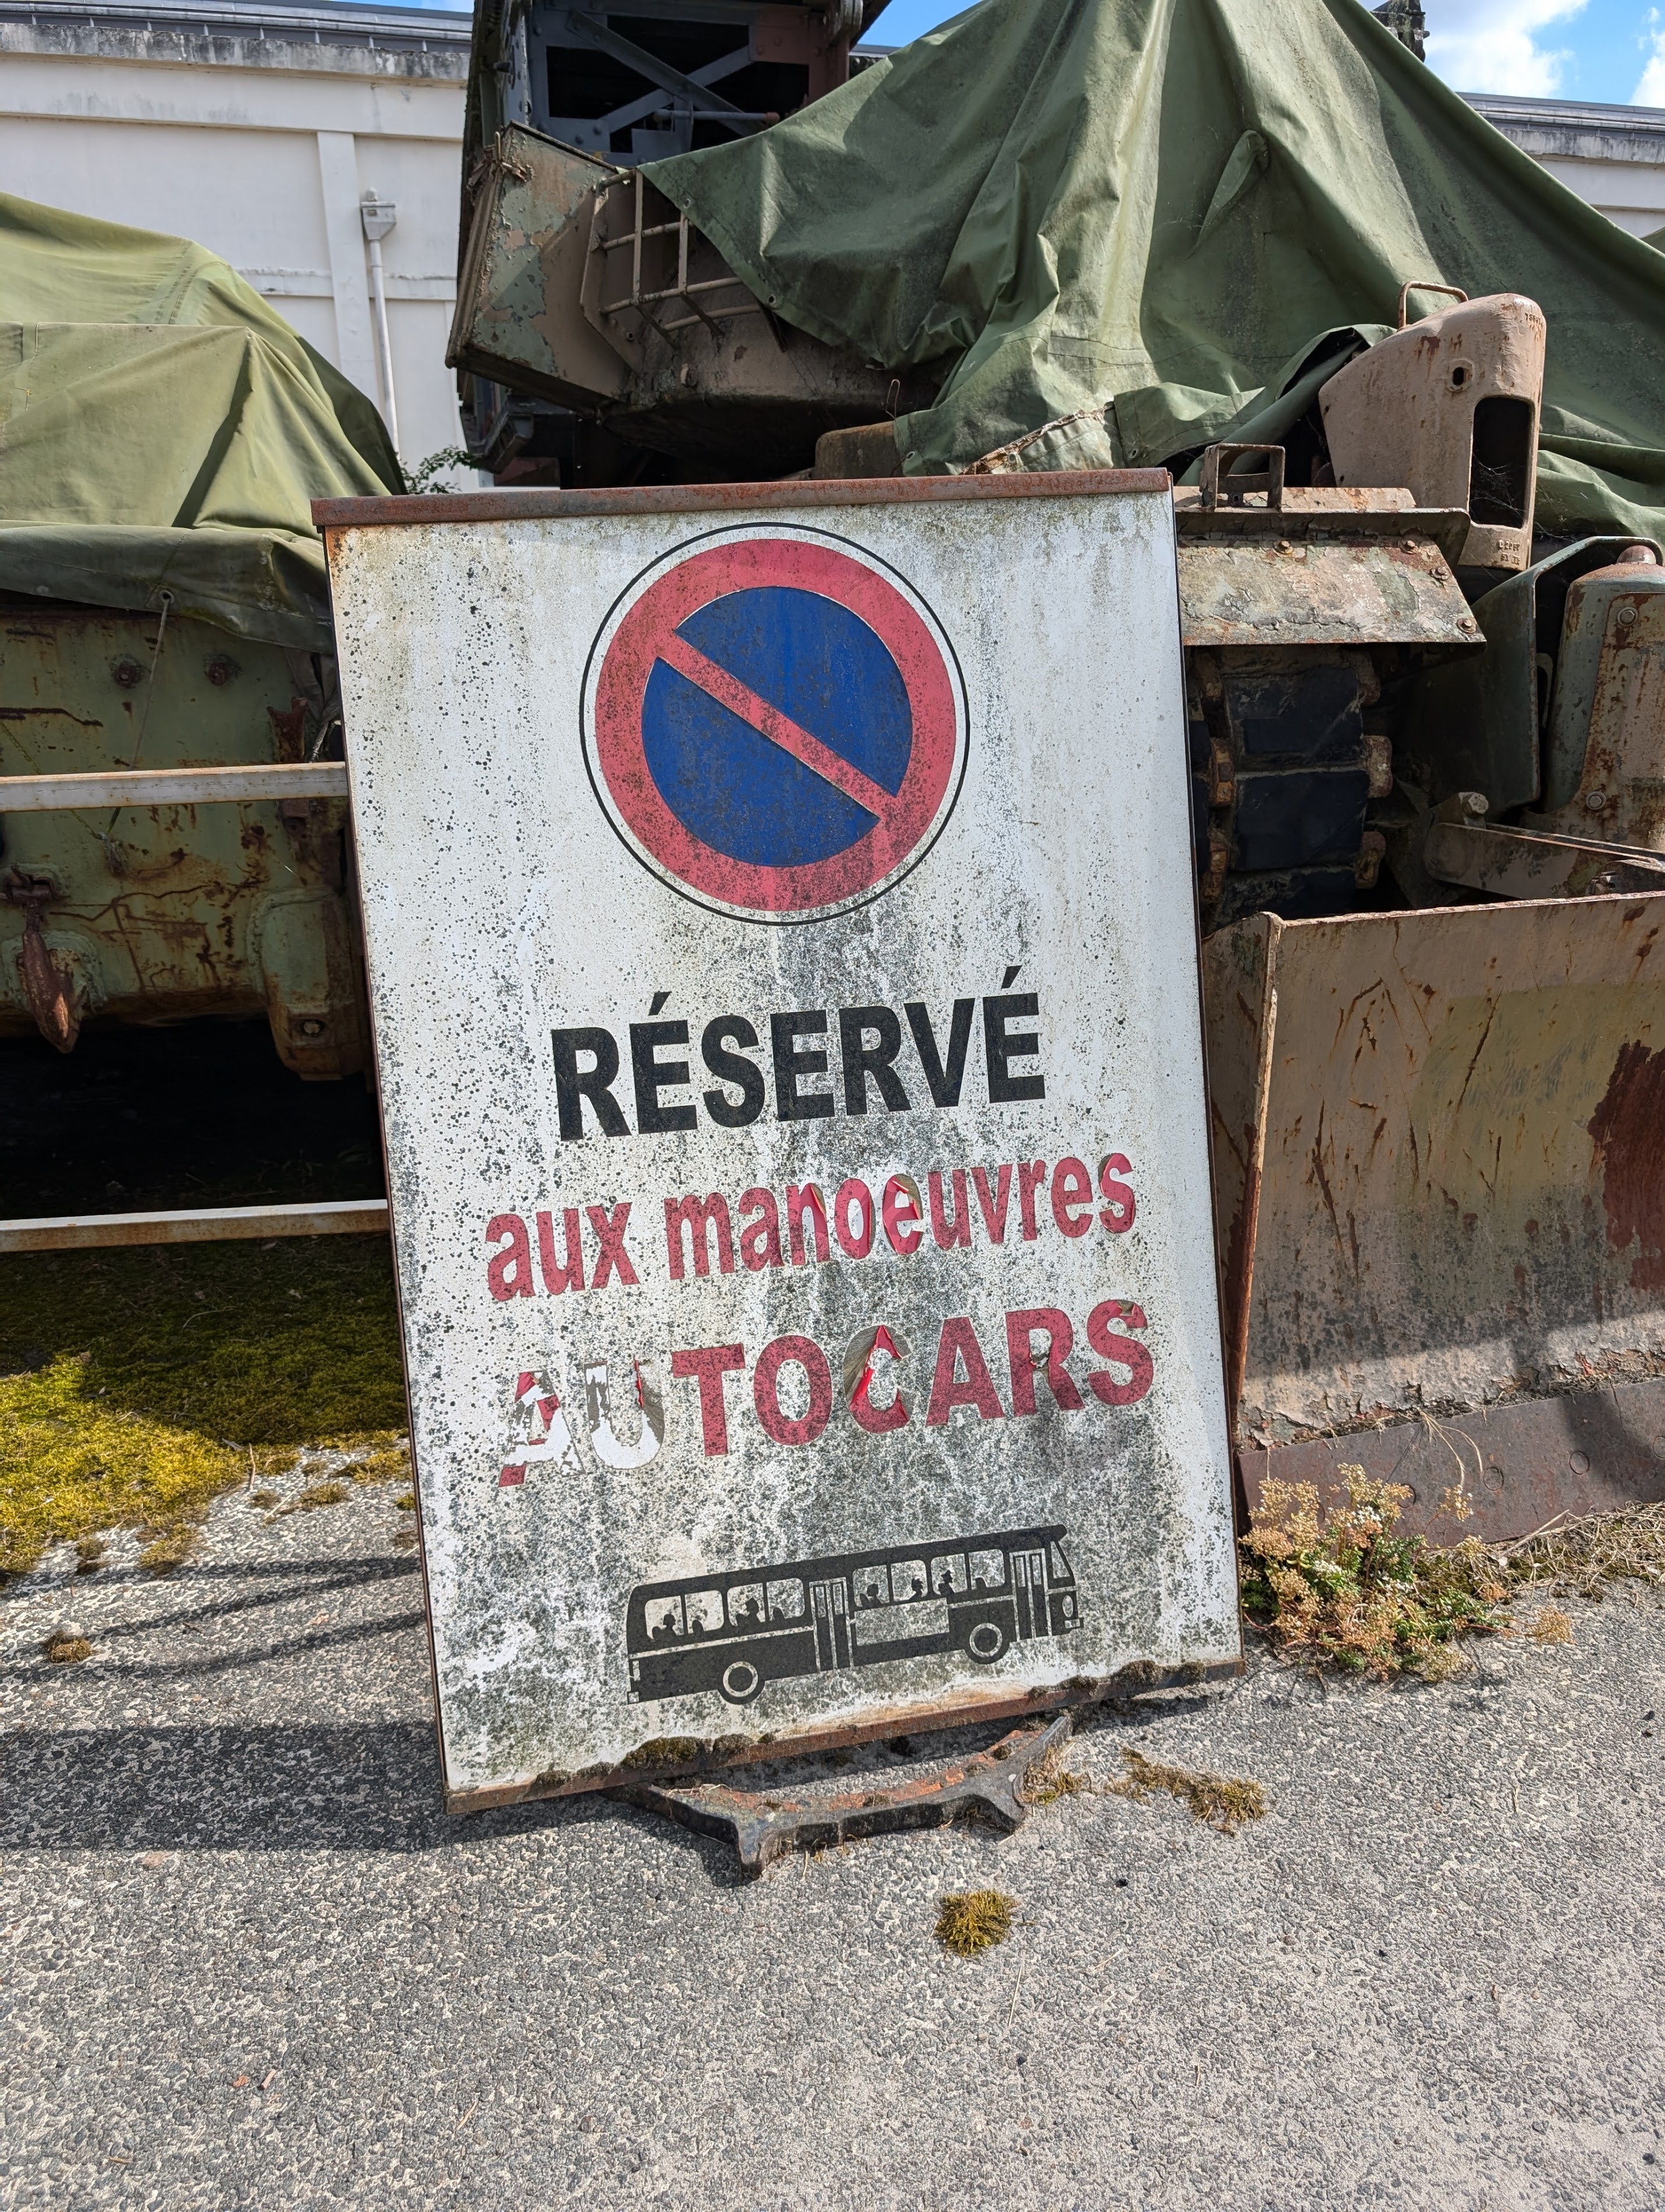 RÉSERVÉ
aux manoeuvres
AUTOCARS